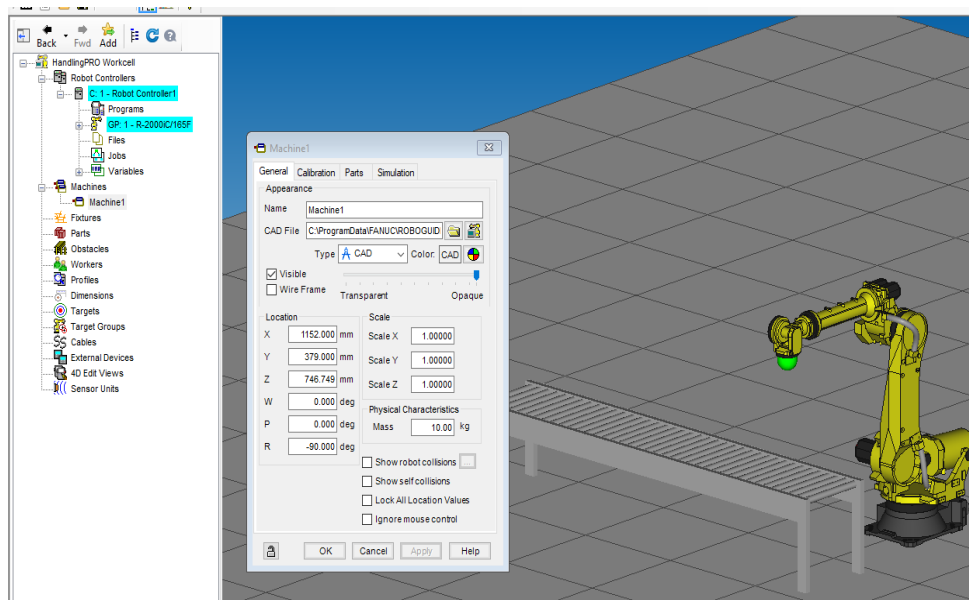 Back Fwd Add
HandlingPRO Workcell
Robot Controllers
C: 1 - Robot Controller1
Programs
GP: 1 - R-2000iC/165F
Files
Jobs
Variables
Machines
Machine1
Fixtures
Parts
Obstacles
Workers
Profiles
Dimensions
Targets
Target Groups
Cables
External Devices
4D Edit Views
Sensor Units
Machine1
General Calibration Parts Simulation
Appearance
Name Machine1
CAD File C:\ProgramData\FANUC\ROBOGUID
Type CAD Color: CAD
Visible
Wire Frame Transparent Opaque
Location
X 1152.000 mm
Y 379.000 mm
Z 746.749 mm
W 0.000 deg
P 0.000 deg
R -90.000 deg
Scale
Scale X 1.00000
Scale Y 1.00000
Scale Z 1.00000
Physical Characteristics
Mass 10.00 kg
Show robot collisions ...
Show self collisions
Lock All Location Values
Ignore mouse control
OK Cancel Apply Help